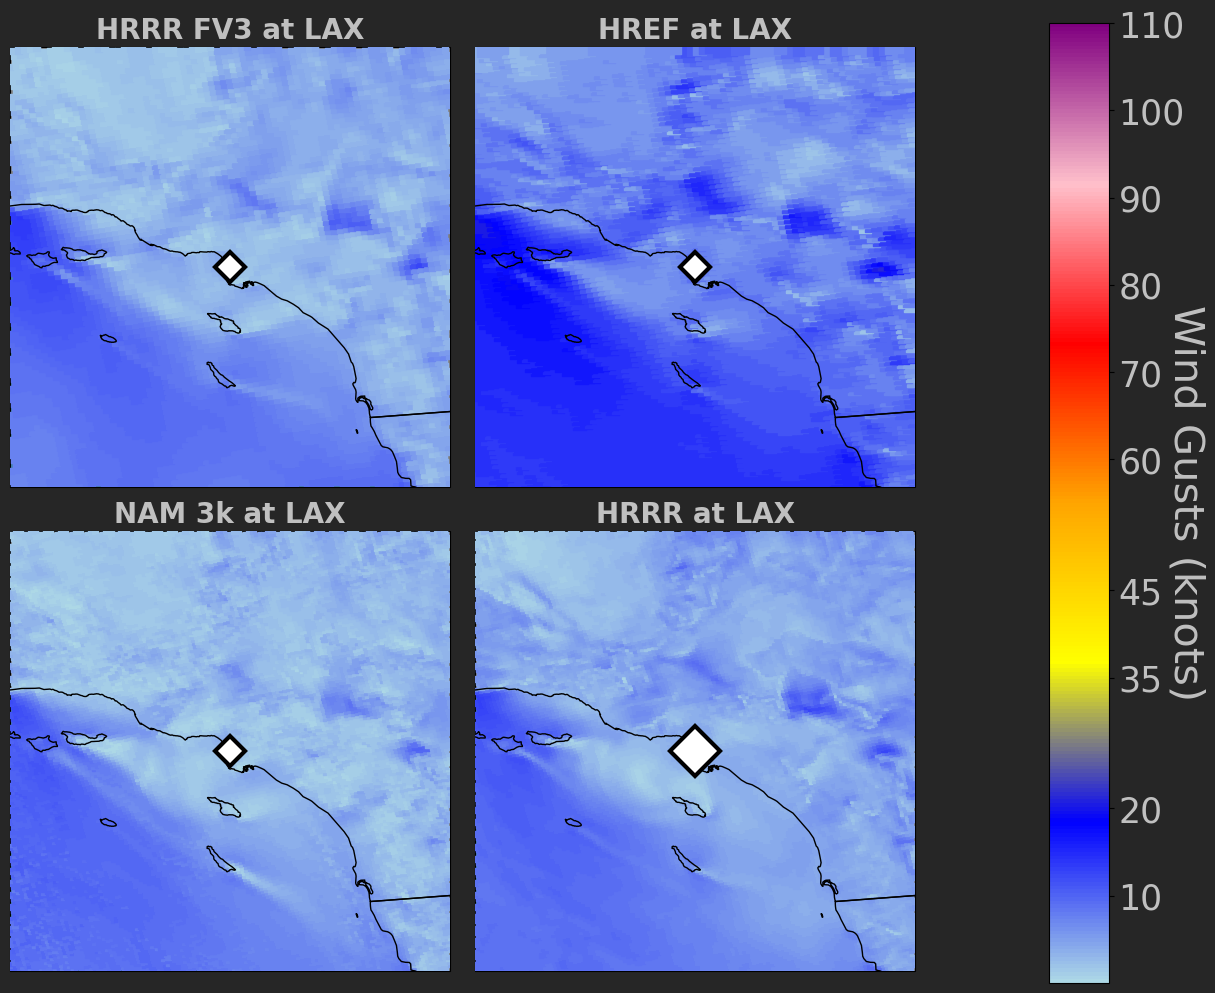 HRRR FV3 at LAX
HREF at LAX
NAM 3k at LAX
HRRR at LAX
110
100
90
80
70
60
45
35
20
10
Wind Gusts (knots)